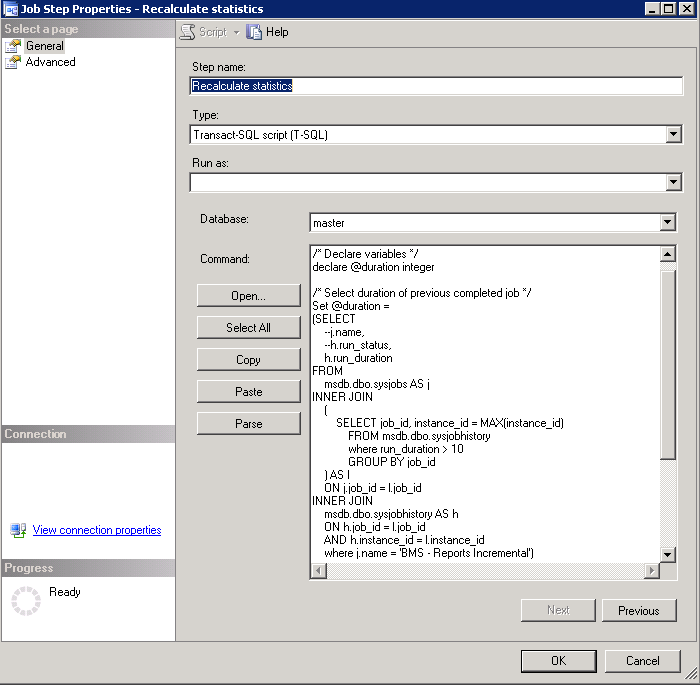 Job Step Properties - Recalculate statistics
Select a page
General
Advanced
Script
Help
Step name:
Recalculate statistics
Type:
Transact-SQL script (T-SQL)
Run as:
Database:
master
Command:
Open...
Select All
Copy
Paste
Parse
/* Declare variables */
declare @duration integer
/* Select duration of previous completed job */
Set @duration =
(SELECT
--j.name,
--h.run_status,
h.run_duration
FROM
msdb.dbo.sysjobs AS j
INNER JOIN
(
SELECT job_id, instance_id = MAX(instance_id)
FROM msdb.dbo.sysjobhistory
where run_duration > 10
GROUP BY job_id
) AS l
ON j.job_id = l.job_id
INNER JOIN
msdb.dbo.sysjobhistory AS h
ON h.job_id = l.job_id
AND h.instance_id = l.instance_id
where j.name = 'BMS - Reports Incremental')
Connection
View connection properties
Progress
Ready
Next
Previous
OK
Cancel